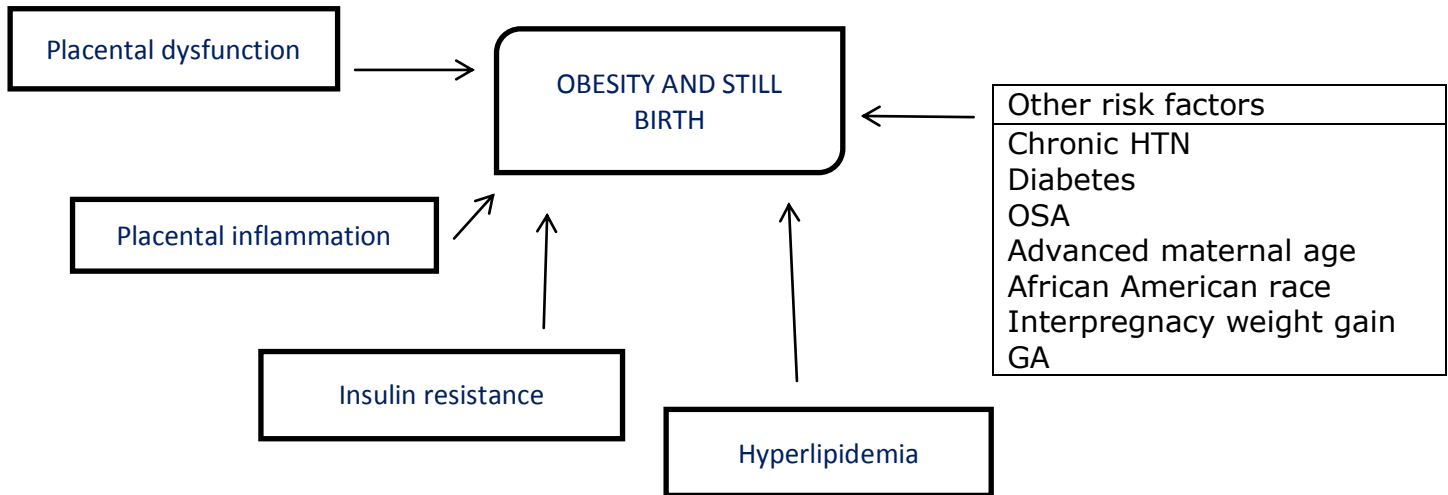 Placental dysfunction
OBESITY AND STILL
BIRTH
Other risk factors
Chronic HTN
Diabetes
OSA
Advanced maternal age
African American race
Interpregnacy weight gain
GA
Placental inflammation
Insulin resistance
Hyperlipidemia